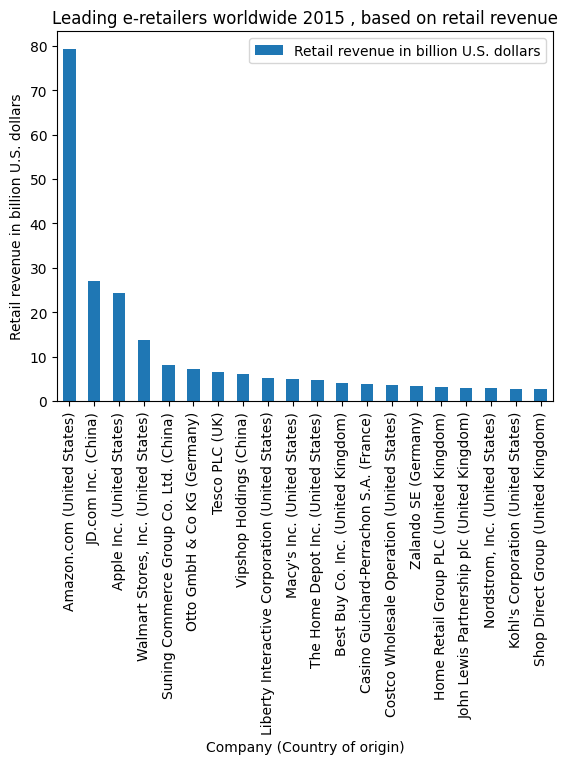 Leading e-retailers worldwide 2015 , based on retail revenue
Retail revenue in billion U.S. dollars
Retail revenue in billion U.S. dollars
80
70
60
50
40
30
20
10
0
Amazon.com (United States)
JD.com Inc. (China)
Apple Inc. (United States)
Walmart Stores, Inc. (United States)
Suning Commerce Group Co. Ltd. (China)
Otto GmbH & Co KG (Germany)
Tesco PLC (UK)
Vipshop Holdings (China)
Liberty Interactive Corporation (United States)
Macy's Inc. (United States)
The Home Depot Inc. (United States)
Best Buy Co. Inc. (United Kingdom)
Casino Guichard-Perrachon S.A. (France)
Costco Wholesale Operation (United States)
Zalando SE (Germany)
Home Retail Group PLC (United Kingdom)
John Lewis Partnership plc (United Kingdom)
Nordstrom, Inc. (United States)
Kohl's Corporation (United States)
Shop Direct Group (United Kingdom)
Company (Country of origin)